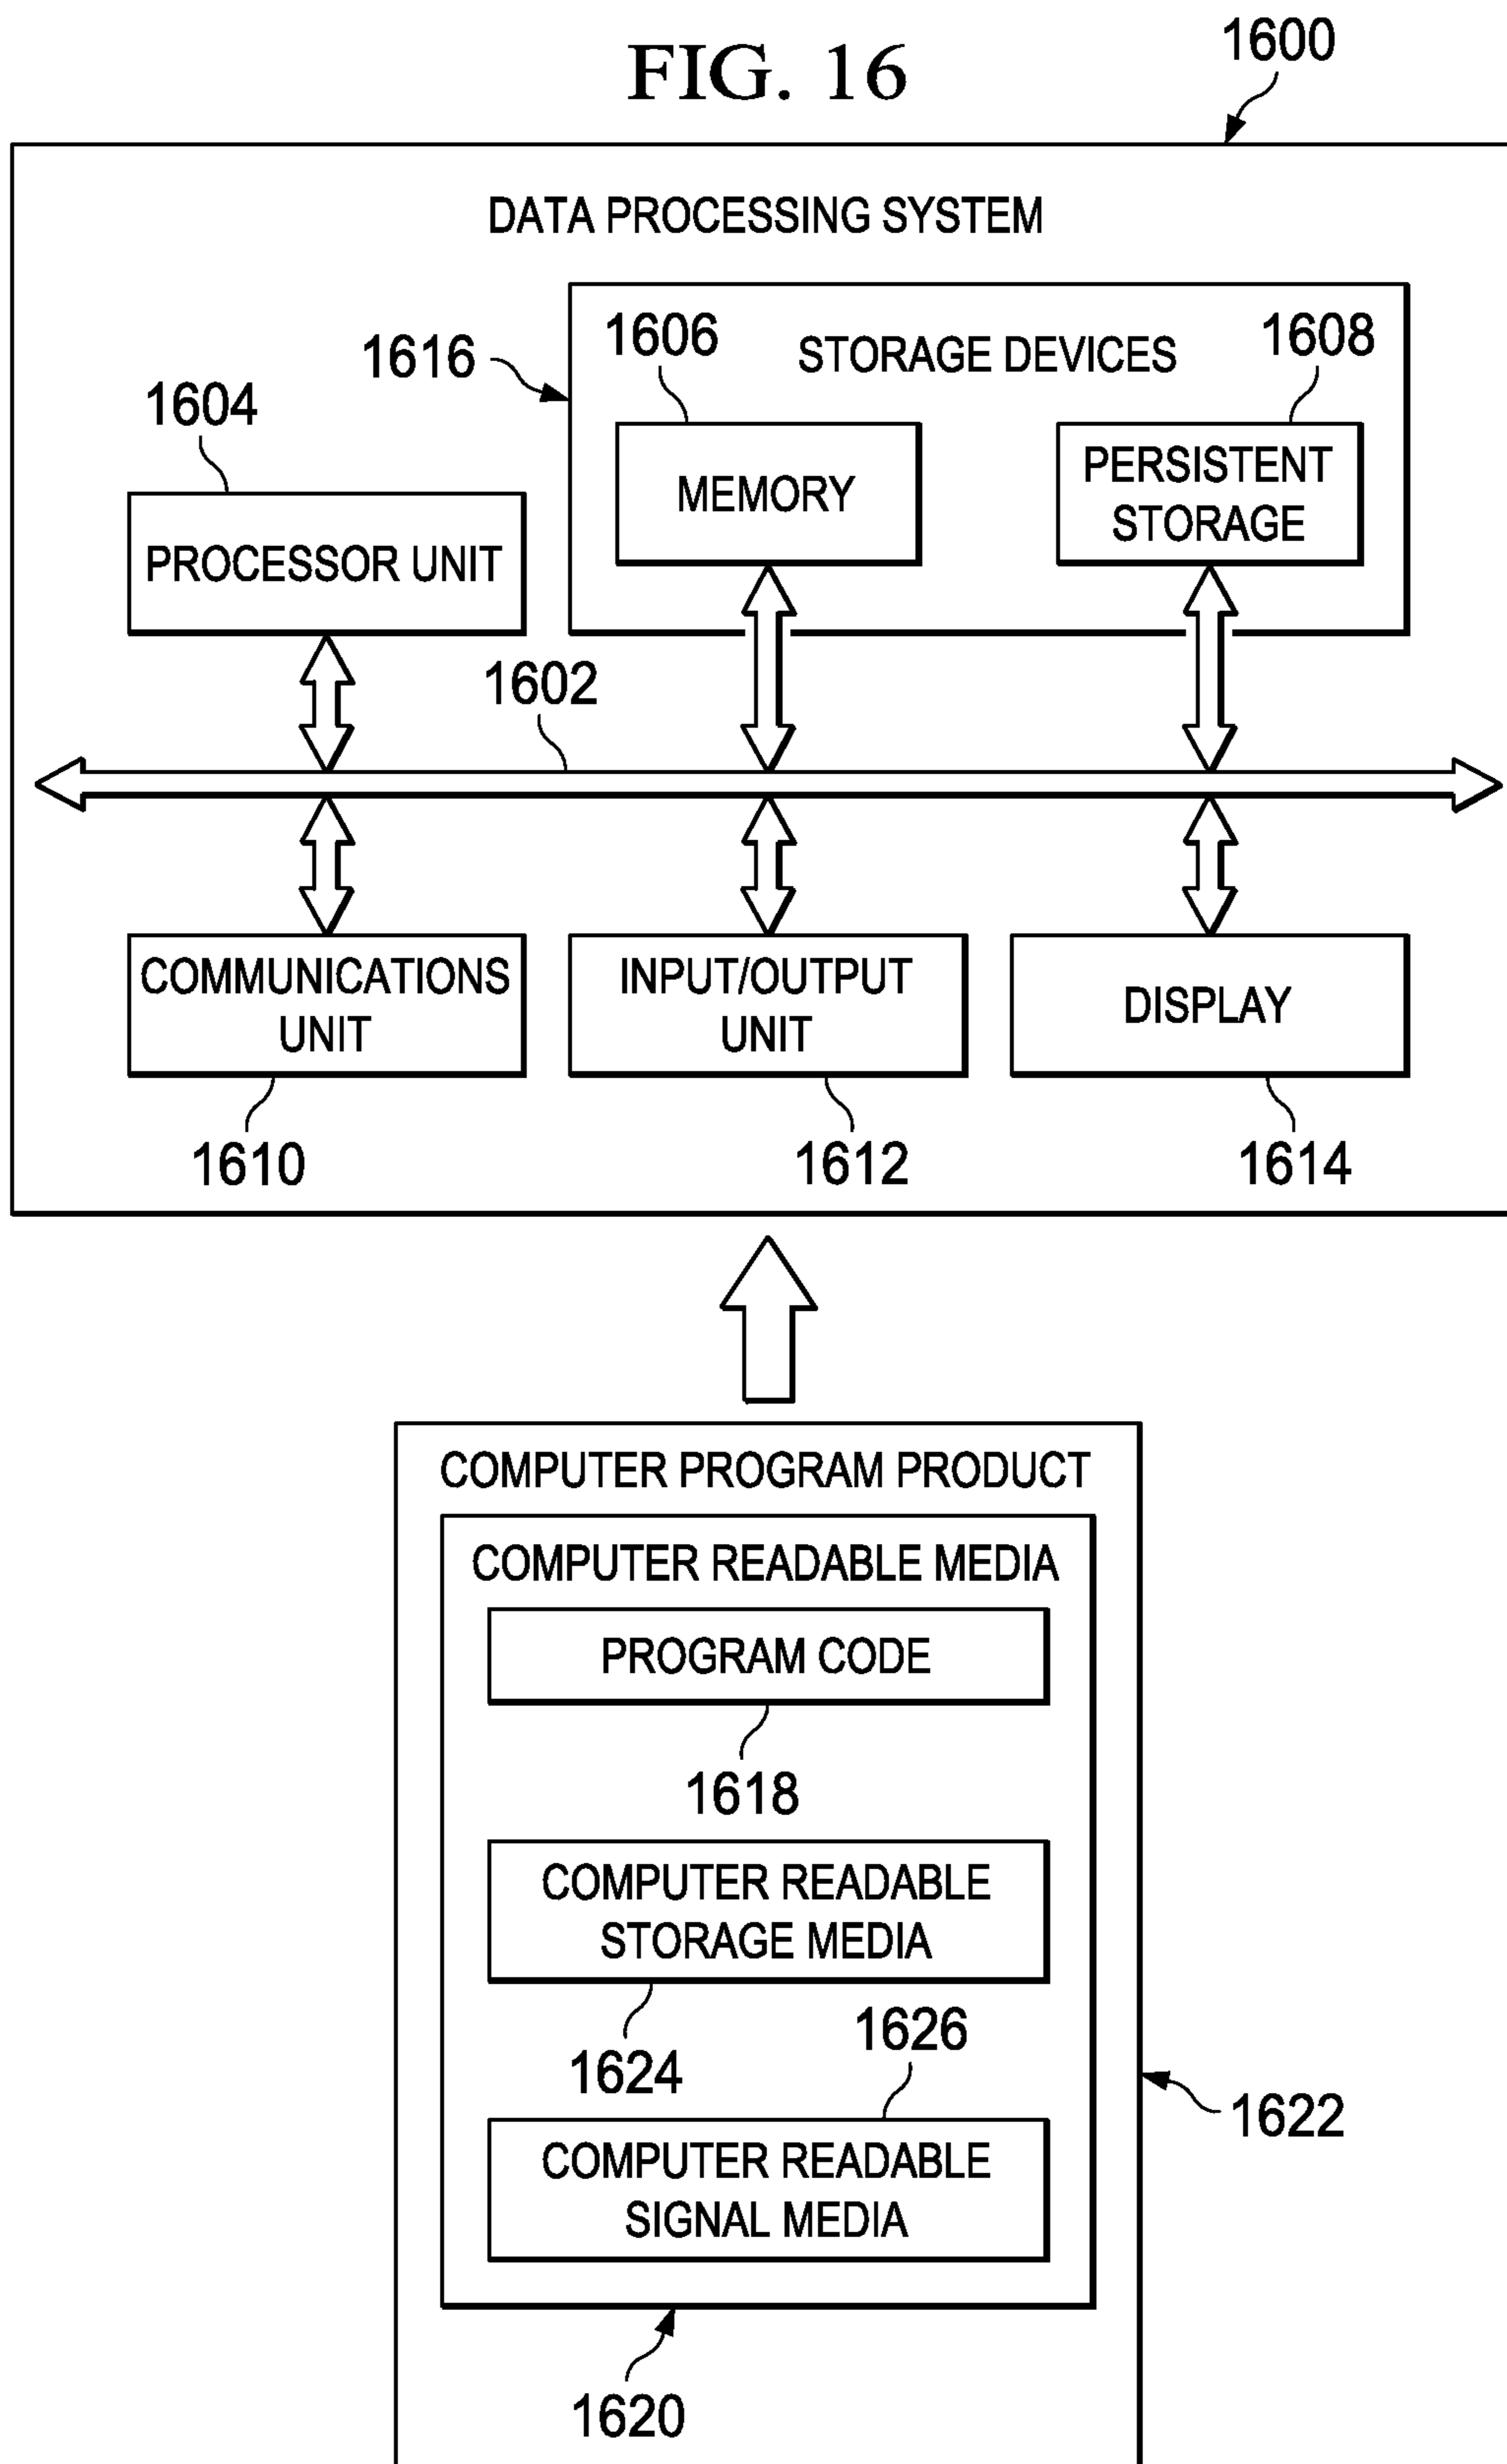 FIG. 16
1600
DATA PROCESSING SYSTEM
1616
1606
STORAGE DEVICES
1608
1604
MEMORY
PERSISTENT
STORAGE
PROCESSOR UNIT
1602
COMMUNICATIONS
UNIT
INPUT/OUTPUT
UNIT
DISPLAY
1610
1612
1614
COMPUTER PROGRAM PRODUCT
COMPUTER READABLE MEDIA
PROGRAM CODE
1618
COMPUTER READABLE
STORAGE MEDIA
1624
1626
COMPUTER READABLE
SIGNAL MEDIA
1622
1620